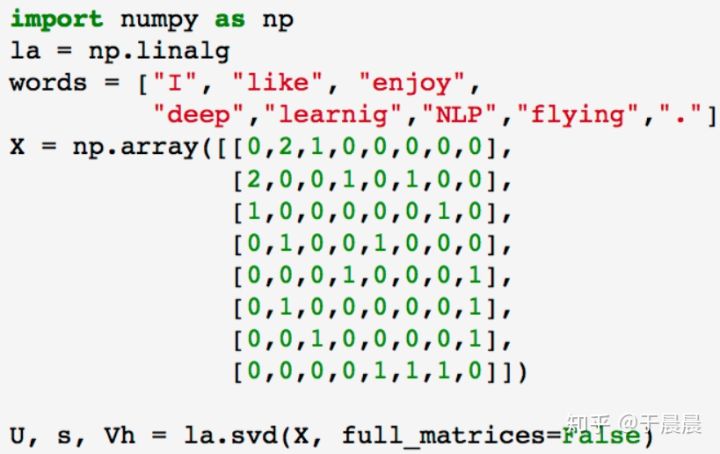 import numpy as np
la = np.linalg
words = ["I", "like", "enjoy",
         "deep","learnig","NLP","flying","."]
X = np.array([[0,2,1,0,0,0,0,0],
              [2,0,0,1,0,1,0,0],
              [1,0,0,0,0,0,1,0],
              [0,1,0,0,1,0,0,0],
              [0,0,0,1,0,0,0,1],
              [0,1,0,0,0,0,0,1],
              [0,0,1,0,0,0,0,1],
              [0,0,0,0,1,1,1,0]])
U, s, Vh = la.svd(X, full_matrices=False)
知乎 @于晨晨